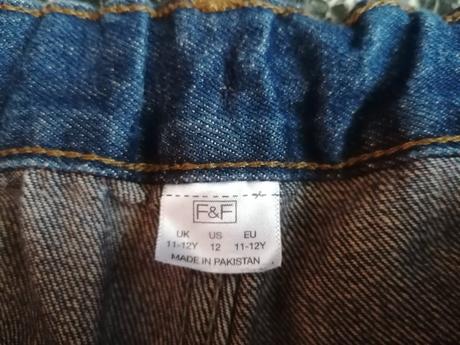 F&F
UK US EU
11-12Y 12 11-12Y
MADE IN PAKISTAN